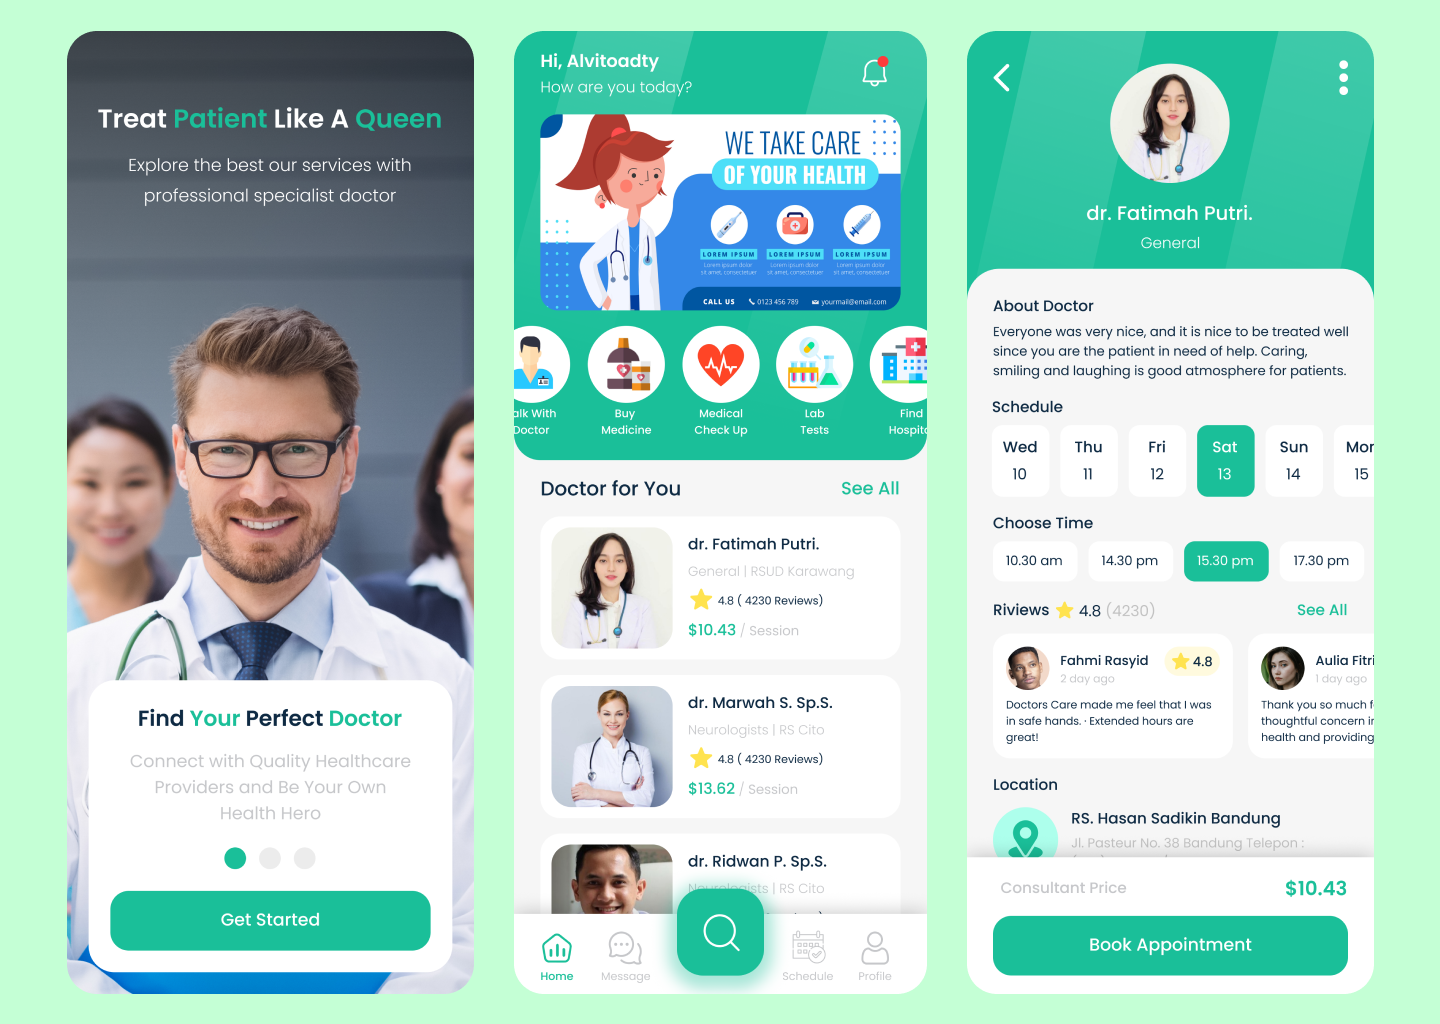 Treat Patient Like A Queen
Explore the best our services with
professional specialist doctor
Find Your Perfect Doctor
Connect with Quality Healthcare
Providers and Be Your Own
Health Hero
Get Started
Hi, Alvitoadty
How are you today?
WE TAKE CARE
OF YOUR HEALTH
LOREM IPSUM LOREM IPSUM LOREM IPSUM
Lorem ipsum dolor Lorem ipsum dolor Lorem ipsum dolor
sit amet, consectetuer sit amet, consectetuer sit amet, consectetuer
CALL US 0123 456 789 yourmail@email.com
alk With Buy Medical Lab Find
Doctor Medicine Check Up Tests Hospit
Doctor for You See All
dr. Fatimah Putri.
General | RSUD Karawang
4.8 ( 4230 Reviews)
$10.43 / Session
dr. Marwah S. Sp.S.
Neurologists | RS Cito
4.8 ( 4230 Reviews)
$13.62 / Session
dr. Ridwan P. Sp.S.
Neurologists | RS Cito
Home Message Schedule Profile
dr. Fatimah Putri.
General
About Doctor
Everyone was very nice, and it is nice to be treated well
since you are the patient in need of help. Caring,
smiling and laughing is good atmosphere for patients.
Schedule
Wed Thu Fri Sat Sun Mon
10 11 12 13 14 15
Choose Time
10.30 am 14.30 pm 15.30 pm 17.30 pm
Riviews 4.8 (4230) See All
Fahmi Rasyid 4.8
2 day ago
Doctors Care made me feel that I was
in safe hands. · Extended hours are
great!
Aulia Fitri
1 day ago
Thank you so much f
thoughtful concern in
health and providing
Location
RS. Hasan Sadikin Bandung
Jl. Pasteur No. 38 Bandung Telepon :
Consultant Price $10.43
Book Appointment